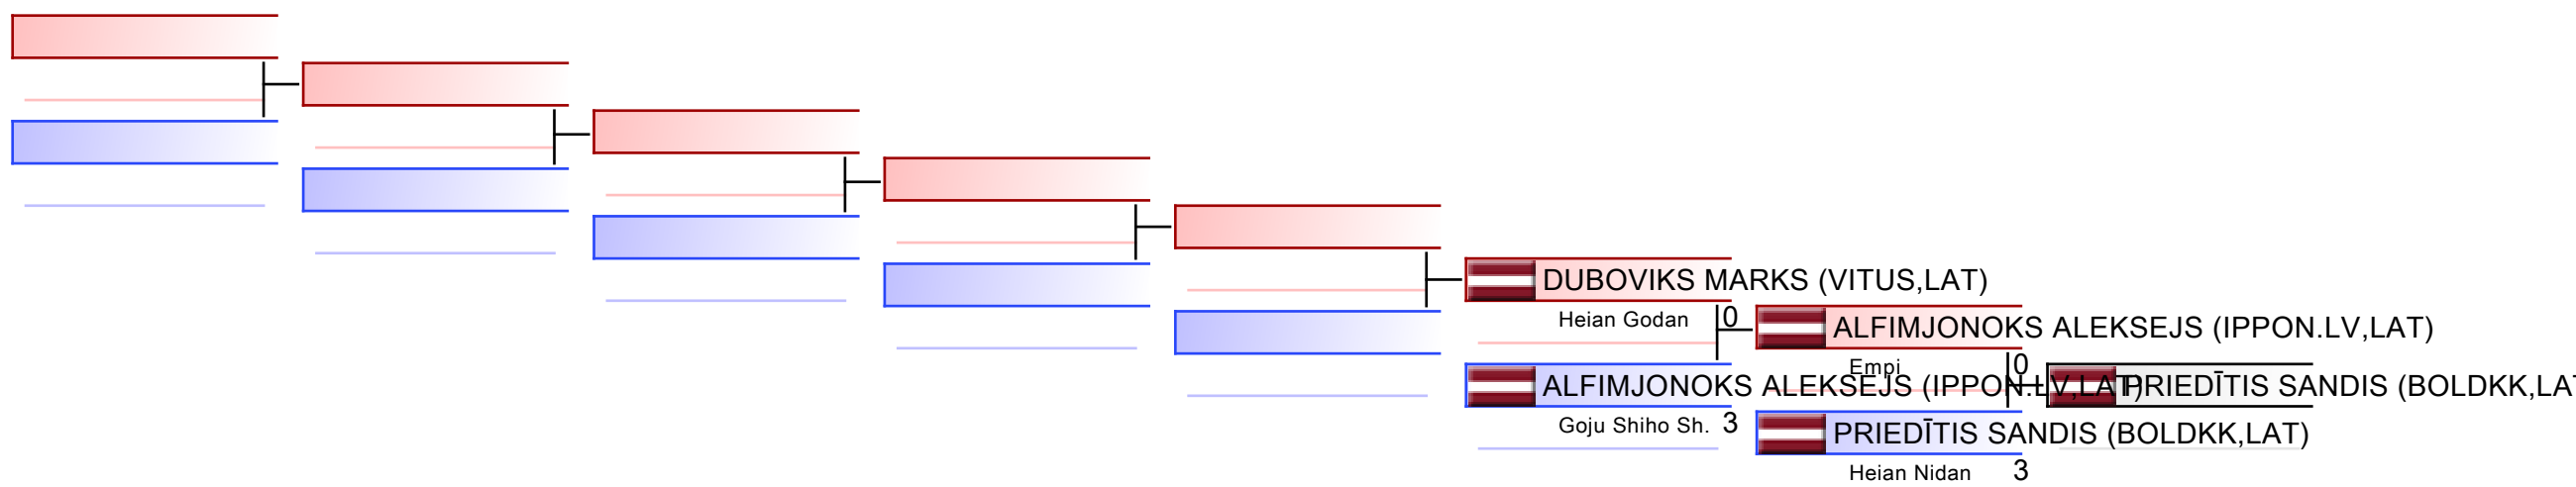 DUBOVIKS MARKS (VITUS,LAT)
Heian Godan 0
ALFIMJONOKS ALEKSEJS (IPPON.LV,LAT)
Goju Shiho Sh. 3
ALFIMJONOKS ALEKSEJS (IPPON.LV,LAT)
Empi 0
PRIEDĪTIS SANDIS (BOLDKK,LAT)
Heian Nidan 3
PRIEDĪTIS SANDIS (BOLDKK,LA